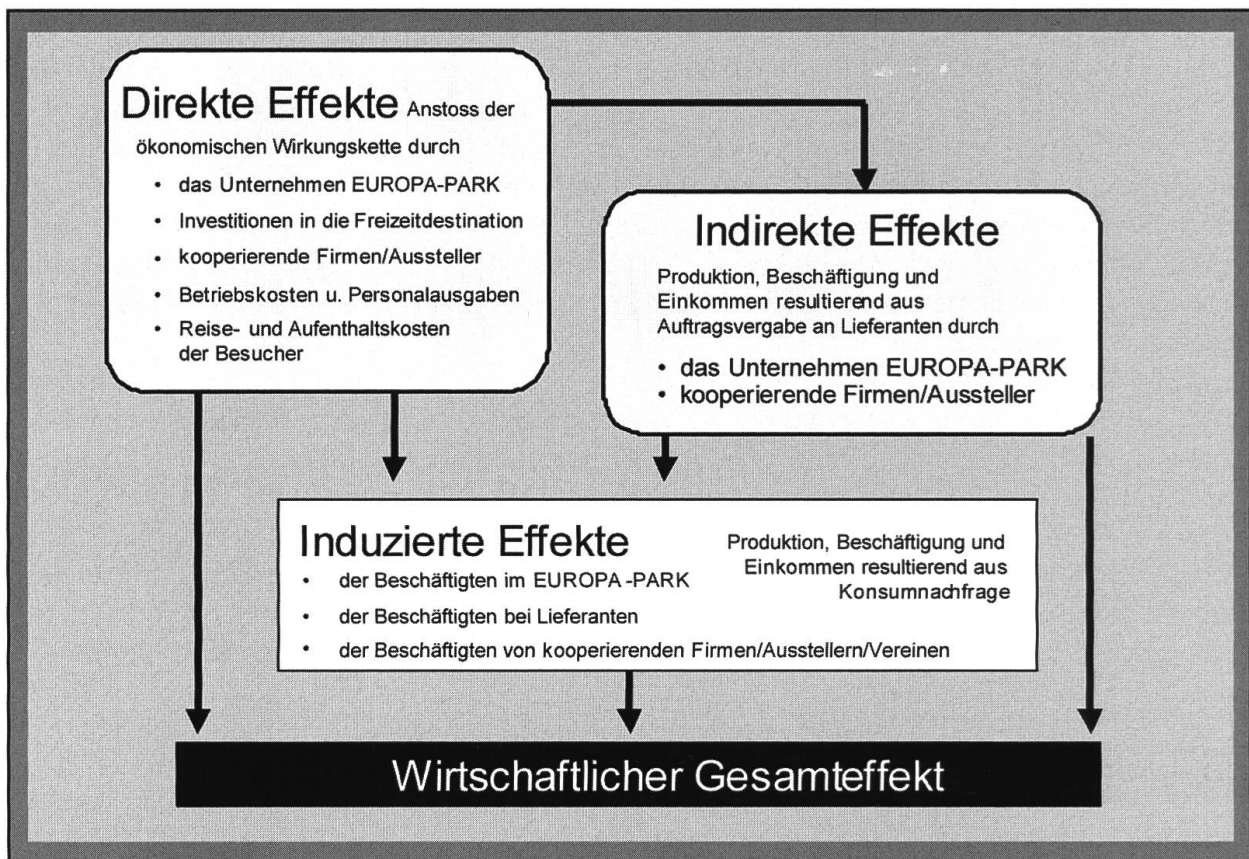 Direkte Effekte Anstoss der
ökonomischen Wirkungskette durch
• das Unternehmen EUROPA-PARK
• Investitionen in die Freizeitdestination
• kooperierende Firmen/Aussteller
• Betriebskosten u. Personalausgaben
• Reise- und Aufenthaltskosten
der Besucher
Indirekte Effekte
Produktion, Beschäftigung und
Einkommen resultierend aus
Auftragsvergabe an Lieferanten durch
• das Unternehmen EUROPA-PARK
• kooperierende Firmen/Aussteller
Induzierte Effekte
• der Beschäftigten im EUROPA-PARK
• der Beschäftigten bei Lieferanten
• der Beschäftigten von kooperierenden Firmen/Ausstellern/Vereinen
Produktion, Beschäftigung und
Einkommen resultierend aus
Konsumnachfrage
Wirtschaftlicher Gesamteffekt